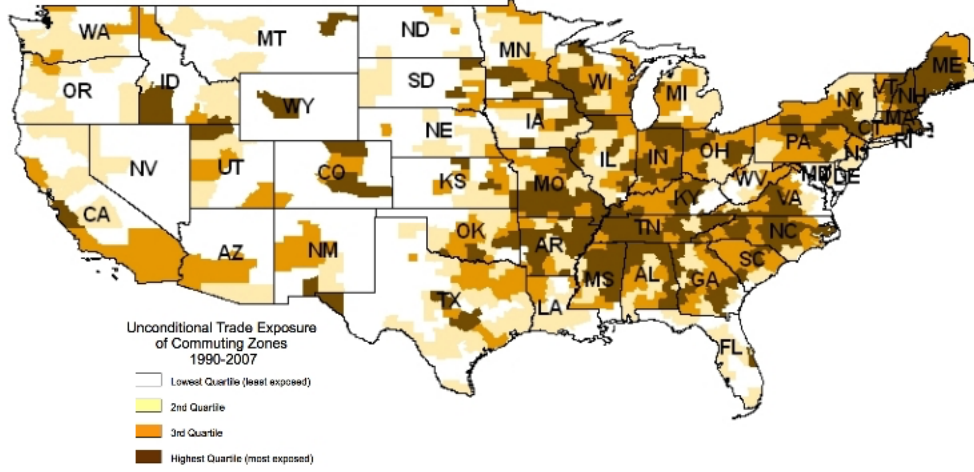 WA
MT
ND
MN
ME
OR
ID
SD
WI
VT
NH
WY
MI
NY
MA
IA
CT
RI
NE
PA
NV
UT
IL
IN
OH
NJ
CO
MD
DE
KS
MO
WV
VA
CA
KY
TN
NC
AZ
NM
OK
AR
SC
MS
AL
GA
TX
LA
FL
Unconditional Trade Exposure
of Commuting Zones
1990-2007
Lowest Quartile (least exposed)
2nd Quartile
3rd Quartile
Highest Quartile (most exposed)